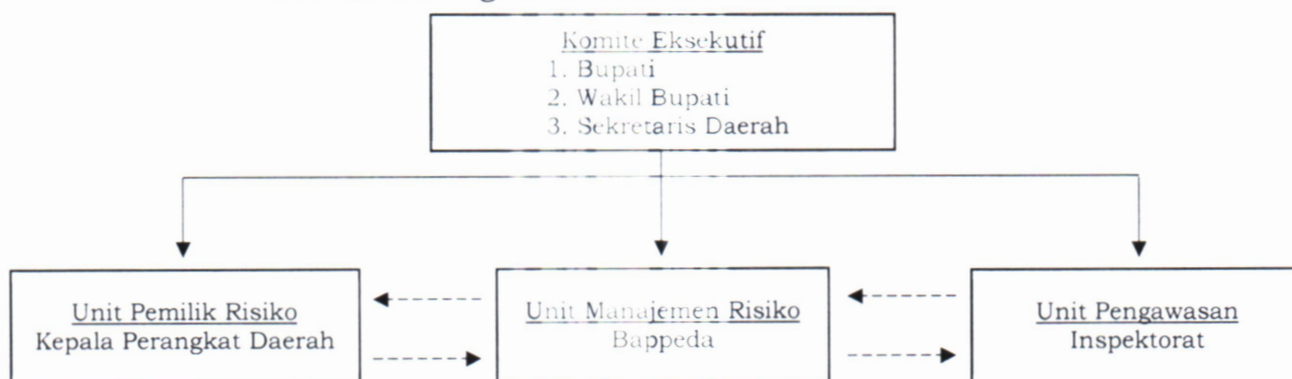 Komite Eksekutif
1. Bupati
2. Wakil Bupati
3. Sekretaris Daerah
Unit Pemilik Risiko
Kepala Perangkat Daerah
Unit Manajemen Risiko
Bappeda
Unit Pengawasan
Inspektorat